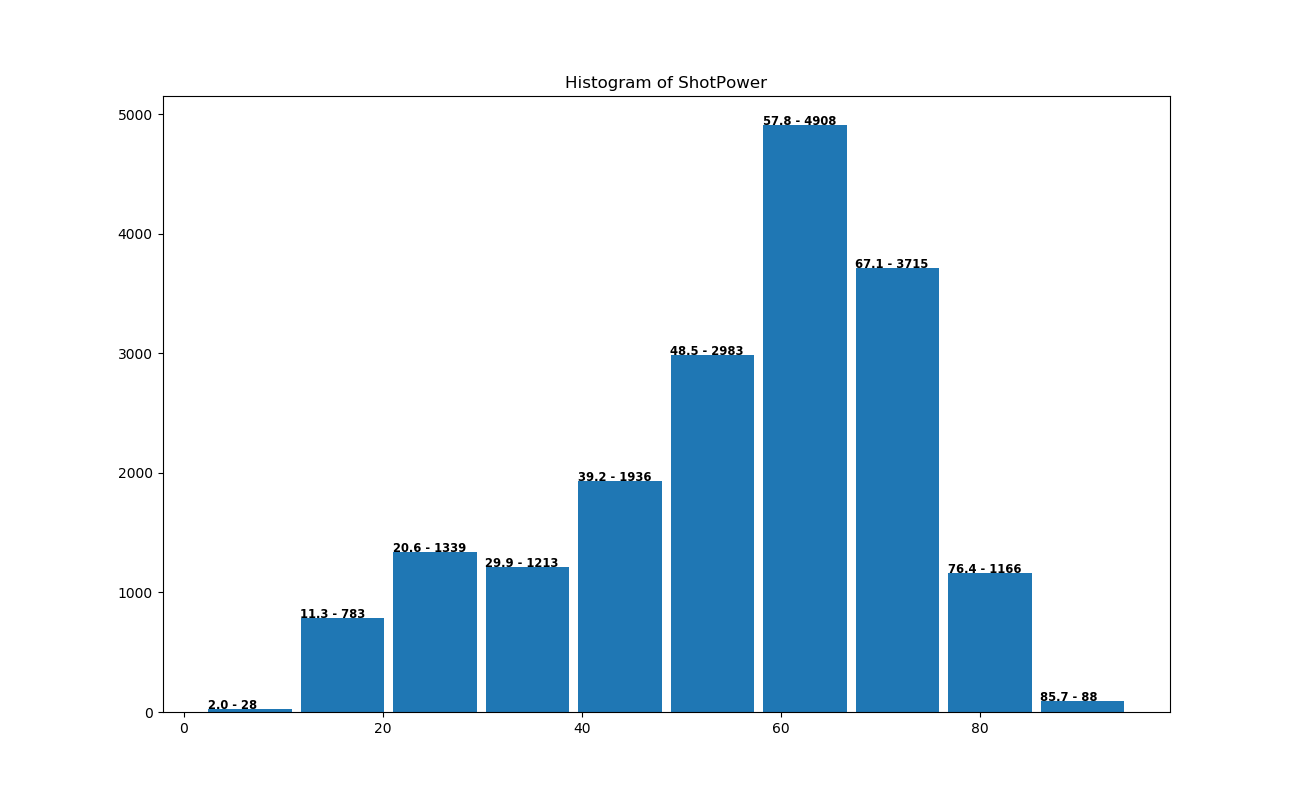 Histogram of ShotPower
5000
4000
3000
2000
1000
0
57.8 - 4908
67.1 - 3715
48.5 - 2983
39.2 - 1936
20.6 - 1339
29.9 - 1213
76.4 - 1166
11.3 - 783
85.7 - 88
2.0 - 28
0 20 40 60 80